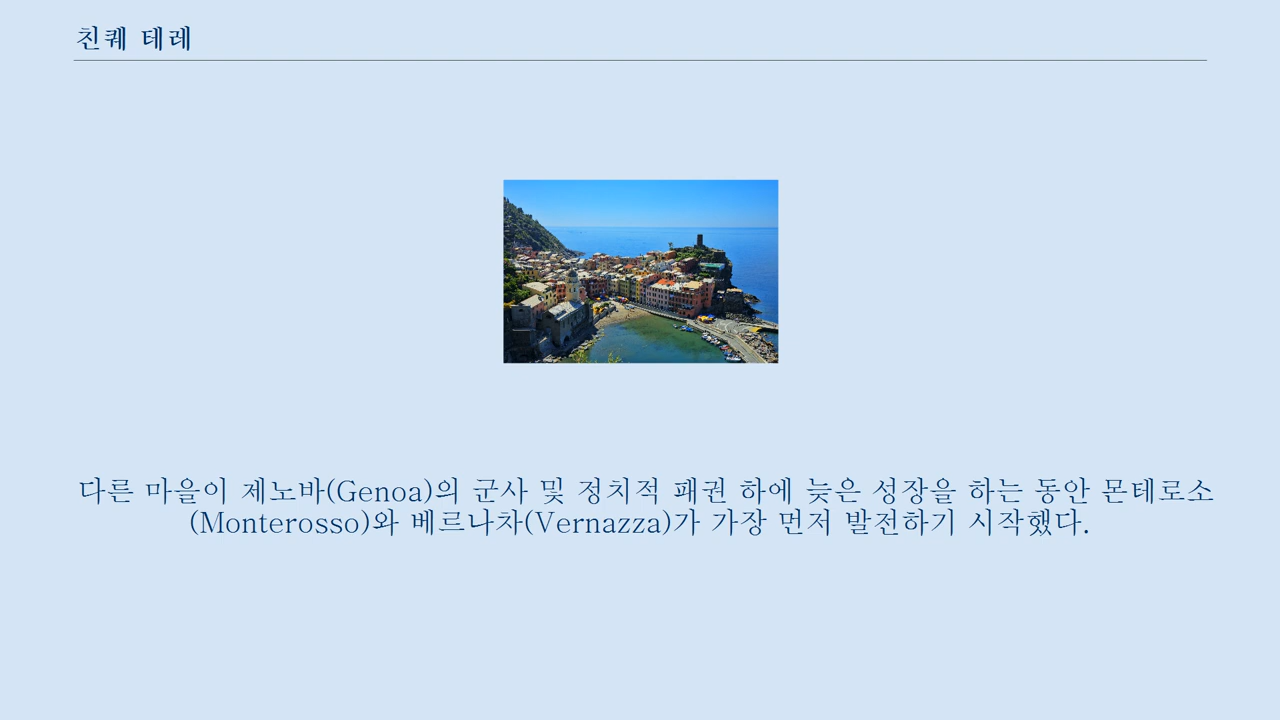 친퀘 테레
다른 마을이 제노바(Genoa)의 군사 및 정치적 패권 하에 늦은 성장을 하는 동안 몬테로소
(Monterosso)와 베르나차(Vernazza)가 가장 먼저 발전하기 시작했다.